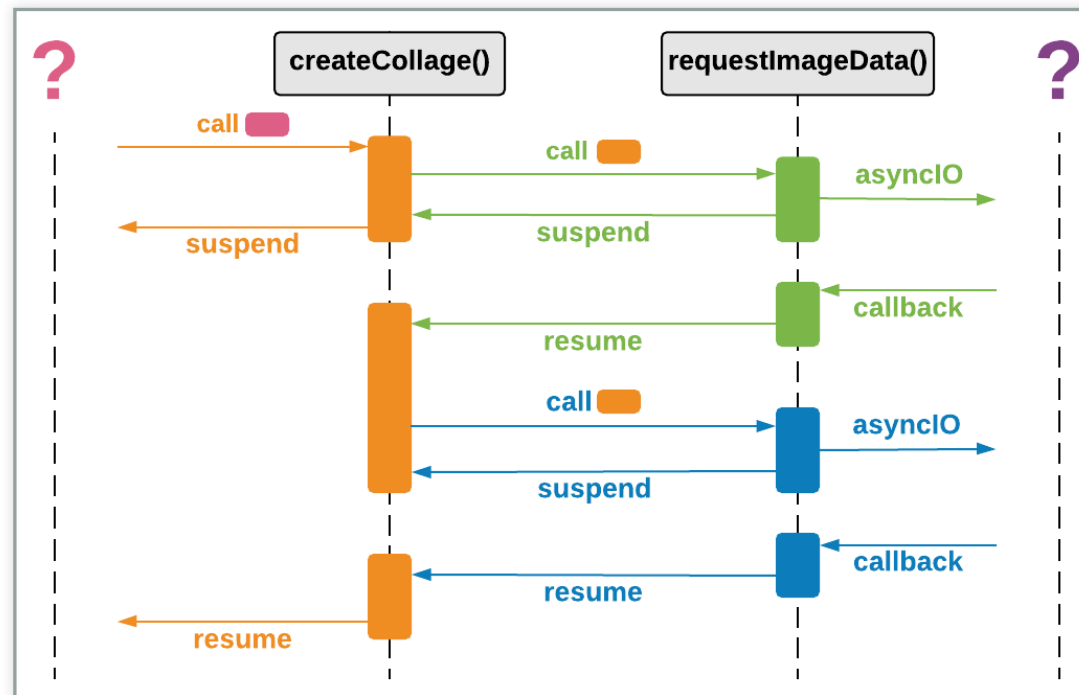 ?
createCollage()
requestImageData()
?
call
call
asyncIO
suspend
suspend
callback
resume
call
asyncIO
suspend
callback
resume
resume